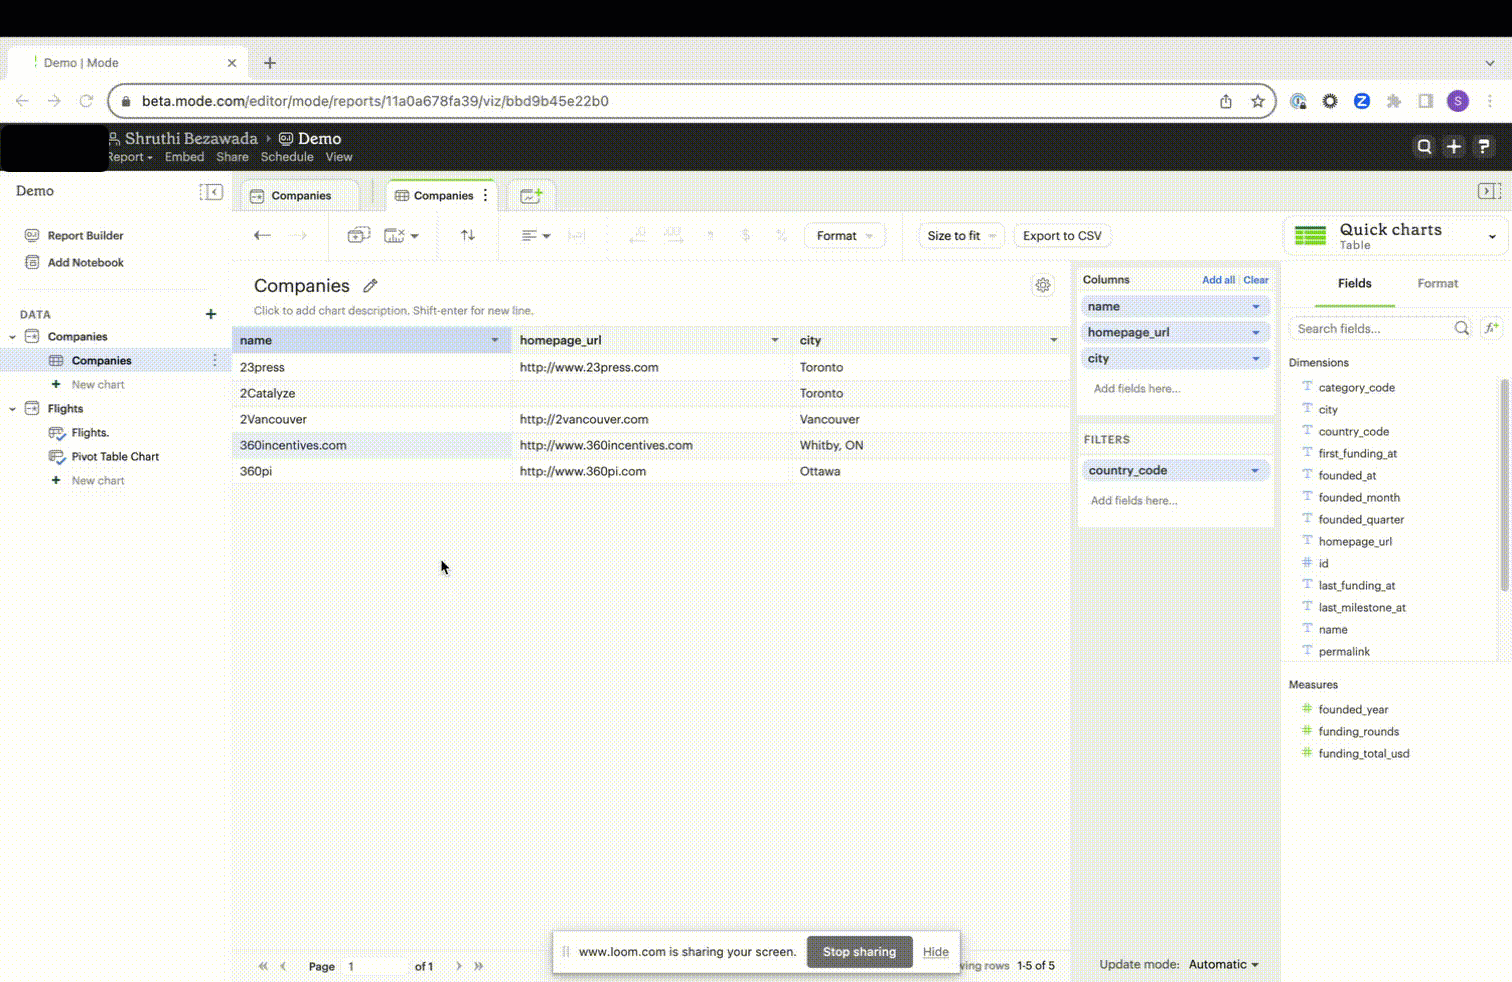 Demo | Mode
beta.mode.com/editor/mode/reports/11a0a678fa39/viz/bbd9b45e22b0
S
Shruthi Bezawada › Demo
Report Embed Share Schedule View
Demo
Report Builder
Add Notebook
DATA
Companies
Companies
New chart
Flights
Flights.
Pivot Table Chart
New chart
Companies
Companies
$
%
Format
Size to fit
Export to CSV
Companies
Click to add chart description. Shift-enter for new line.
name homepage_url city
23press http://www.23press.com Toronto
2Catalyze Toronto
2Vancouver http://2vancouver.com Vancouver
360incentives.com http://www.360incentives.com Whitby, ON
360pi http://www.360pi.com Ottawa
Page 1 of 1
www.loom.com is sharing your screen. Stop sharing Hide
wing rows 1-5 of 5
Columns Add all Clear
name
homepage_url
city
Add fields here...
FILTERS
country_code
Add fields here...
Update mode: Automatic
Quick charts
Table
Fields Format
Search fields...
Dimensions
category_code
city
country_code
first_funding_at
founded_at
founded_month
founded_quarter
homepage_url
id
last_funding_at
last_milestone_at
name
permalink
Measures
founded_year
funding_rounds
funding_total_usd